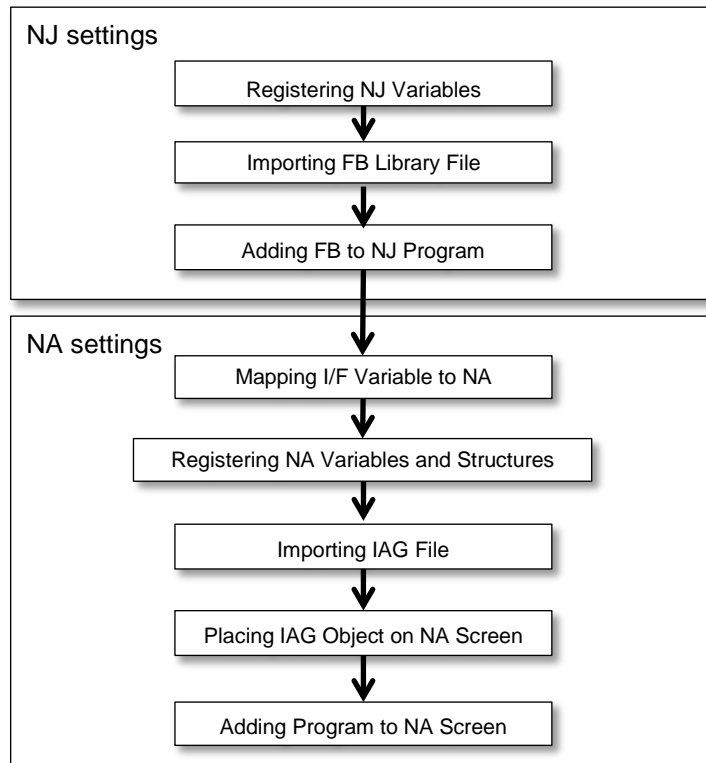 NJ settings
Registering NJ Variables
Importing FB Library File
Adding FB to NJ Program
NA settings
Mapping I/F Variable to NA
Registering NA Variables and Structures
Importing IAG File
Placing IAG Object on NA Screen
Adding Program to NA Screen